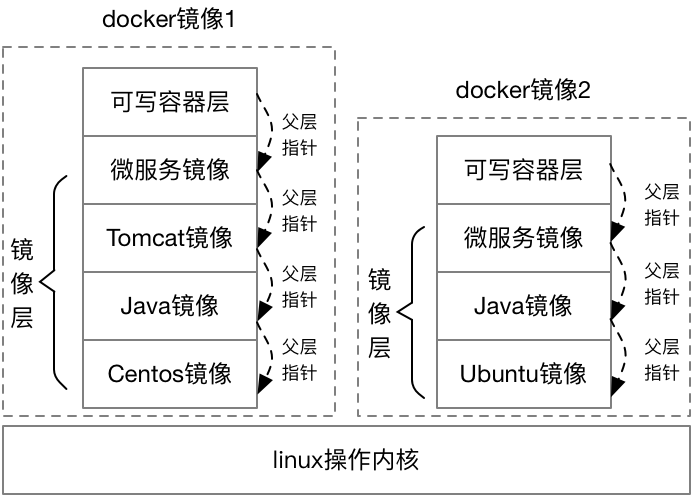 docker镜像1
可写容器层
父层
指针
微服务镜像
父层
指针
Tomcat镜像
父层
指针
Java镜像
父层
指针
Centos镜像
镜
像
层
docker镜像2
可写容器层
父层
指针
微服务镜像
父层
指针
Java镜像
父层
指针
Ubuntu镜像
镜
像
层
linux操作内核